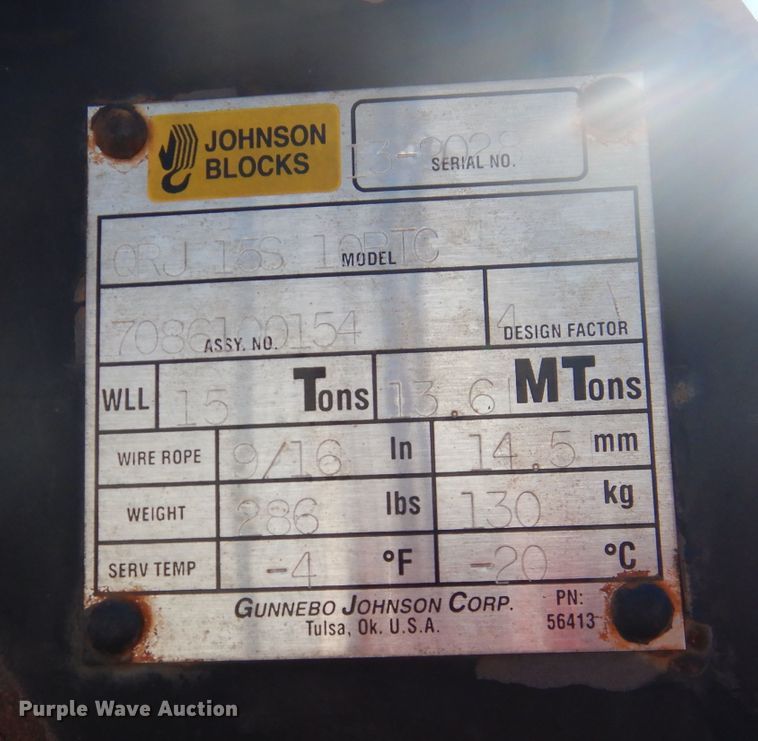 JOHNSON
BLOCKS
SERIAL NO.
MODEL
7086100154
ASSY. NO.
4
DESIGN FACTOR
WLL 15 Tons 13.6 MTons
WIRE ROPE 9/16 In 14.5 mm
WEIGHT 286 lbs 130 kg
SERV TEMP -4 °F -20 °C
GUNNEBO JOHNSON CORP.
Tulsa, Ok. U.S.A.
PN:
56413
Purple Wave Auction